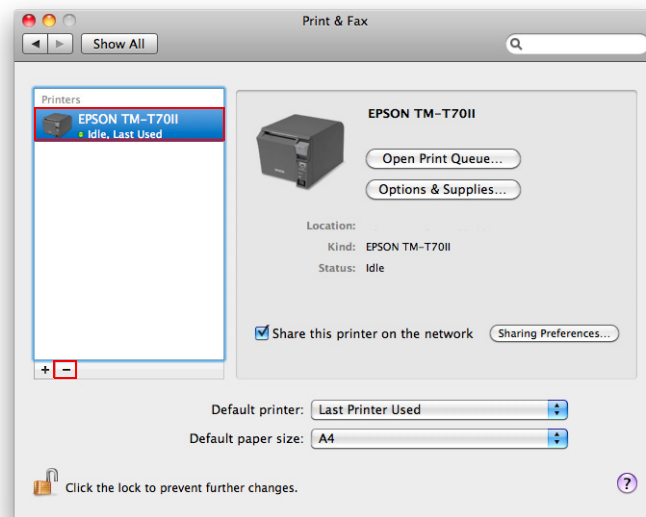 Print & Fax
Show All
Printers
EPSON TM-T70II
Idle, Last Used
+ −
EPSON TM-T70II
Open Print Queue...
Options & Supplies...
Location:
Kind: EPSON TM-T70II
Status: Idle
Share this printer on the network Sharing Preferences...
Default printer: Last Printer Used
Default paper size: A4
Click the lock to prevent further changes.
?